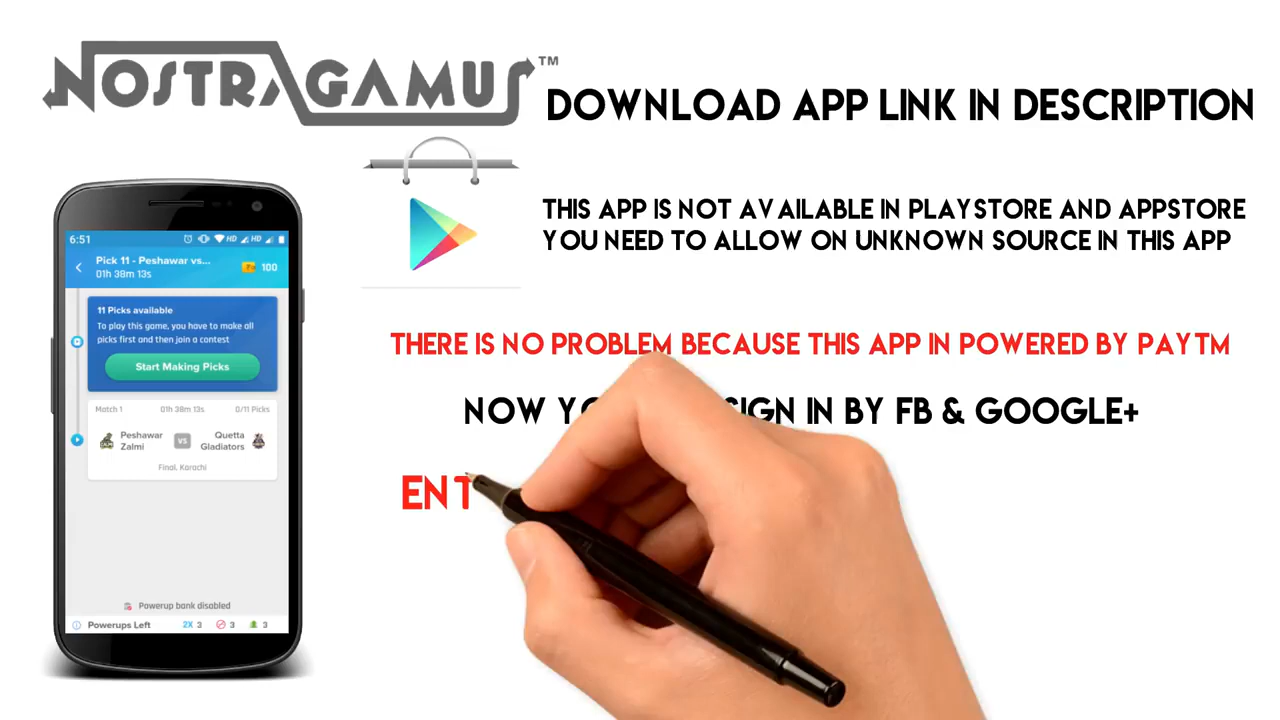 NOSTRAGAMUS™
DOWNLOAD APP LINK IN DESCRIPTION
THIS APP IS NOT AVAILABLE IN PLAYSTORE AND APPSTORE
YOU NEED TO ALLOW ON UNKNOWN SOURCE IN THIS APP
6:51 HD HD
Pick 11 - Peshawar vs...
01h 38m 13s
100
11 Picks available
To play this game, you have to make all
picks first and then join a contest
Start Making Picks
Match 1 01h 38m 13s 0/11 Picks
Peshawar Zalmi VS Quetta Gladiators
Final, Karachi
Powerup bank disabled
Powerups Left 2X 3 3 3
THERE IS NO PROBLEM BECAUSE THIS APP IN POWERED BY PAYTM
NOW SIGN IN BY FB & GOOGLE+
ENT